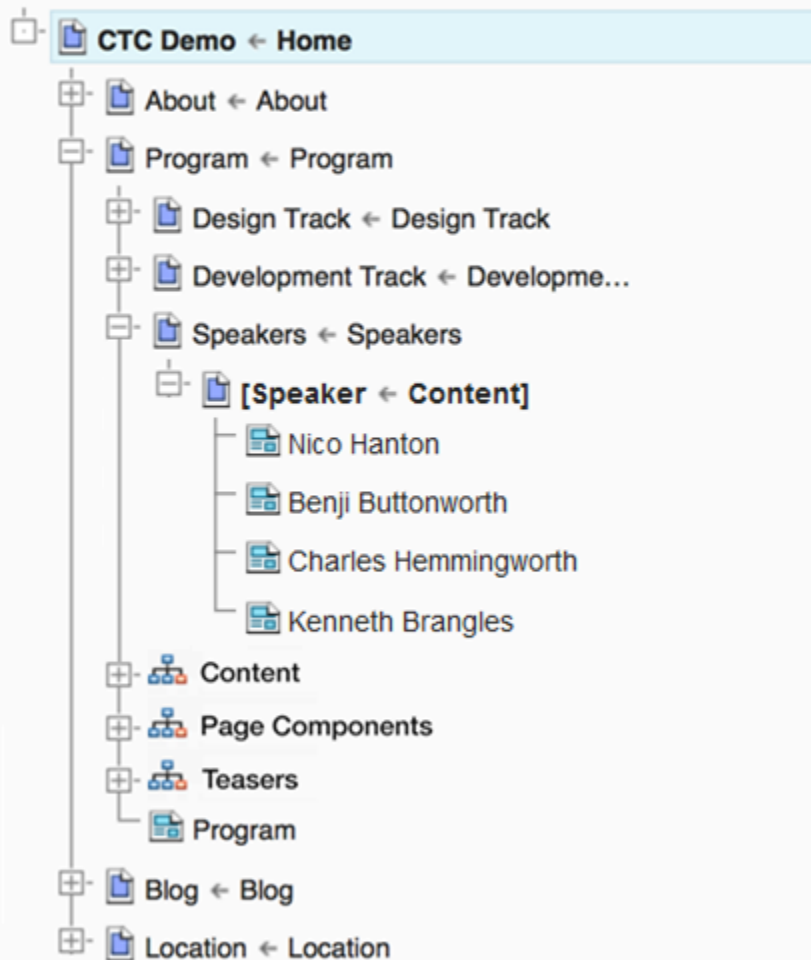 CTC Demo ← Home
About ← About
Program ← Program
Design Track ← Design Track
Development Track ← Developme...
Speakers ← Speakers
[Speaker ← Content]
Nico Hanton
Benji Buttonworth
Charles Hemmingworth
Kenneth Brangles
Content
Page Components
Teasers
Program
Blog ← Blog
Location ← Location